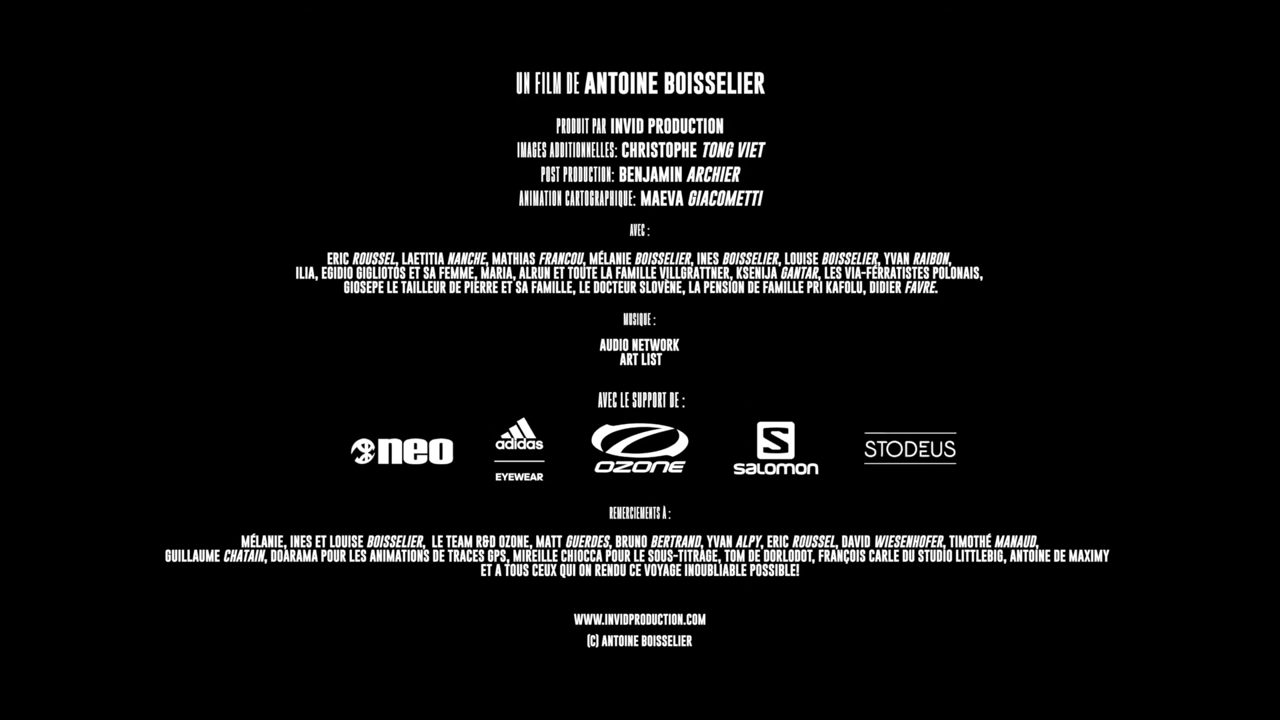 UN FILM DE ANTOINE BOISSELIER
PRODUIT PAR INVID PRODUCTION
IMAGES ADDITIONNELLES: CHRISTOPHE TONG VIET
POST PRODUCTION: BENJAMIN ARCHIER
ANIMATION CARTOGRAPHIQUE: MAEVA GIACOMETTI
AVEC :
ERIC ROUSSEL, LAETITIA NANCHE, MATHIAS FRANCOU, MÉLANIE BOISSELIER, INES BOISSELIER, LOUISE BOISSELIER, YVAN RAIBON,
ILIA, EGIDIO GIGLIOTOS ET SA FEMME, MARIA, ALRUN ET TOUTE LA FAMILLE VILLGRATTNER, KSENIJA GANTAR, LES VIA-FERRATISTES POLONAIS,
GIOSEPE LE TAILLEUR DE PIERRE ET SA FAMILLE, LE DOCTEUR SLOVÈNE, LA PENSION DE FAMILLE PRI KAFOLU, DIDIER FAVRE.
MUSIQUE :
AUDIO NETWORK
ART LIST
AVEC LE SUPPORT DE :
neo
adidas
EYEWEAR
OZONE
SALOMON
STODEUS
REMERCIEMENTS À :
MÉLANIE, INES ET LOUISE BOISSELIER, LE TEAM R&D OZONE, MATT GUERDES, BRUNO BERTRAND, YVAN ALPY, ERIC ROUSSEL, DAVID WIESENHOFER, TIMOTHÉ MANAUD,
GUILLAUME CHATAIN, DOARAMA POUR LES ANIMATIONS DE TRACES GPS, MIREILLE CHIOCCA POUR LE SOUS-TITRAGE, TOM DE DORLODOT, FRANÇOIS CARLE DU STUDIO LITTLEBIG, ANTOINE DE MAXIMY
ET A TOUS CEUX QUI ON RENDU CE VOYAGE INOUBLIABLE POSSIBLE!
WWW.INVIDPRODUCTION.COM
(C) ANTOINE BOISSELIER